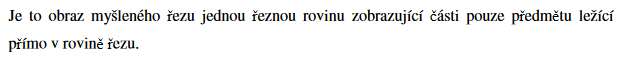 Je to obraz myšleného řezu jednou řeznou rovinu zobrazující části pouze předmětu ležící
přímo v rovině řezu.